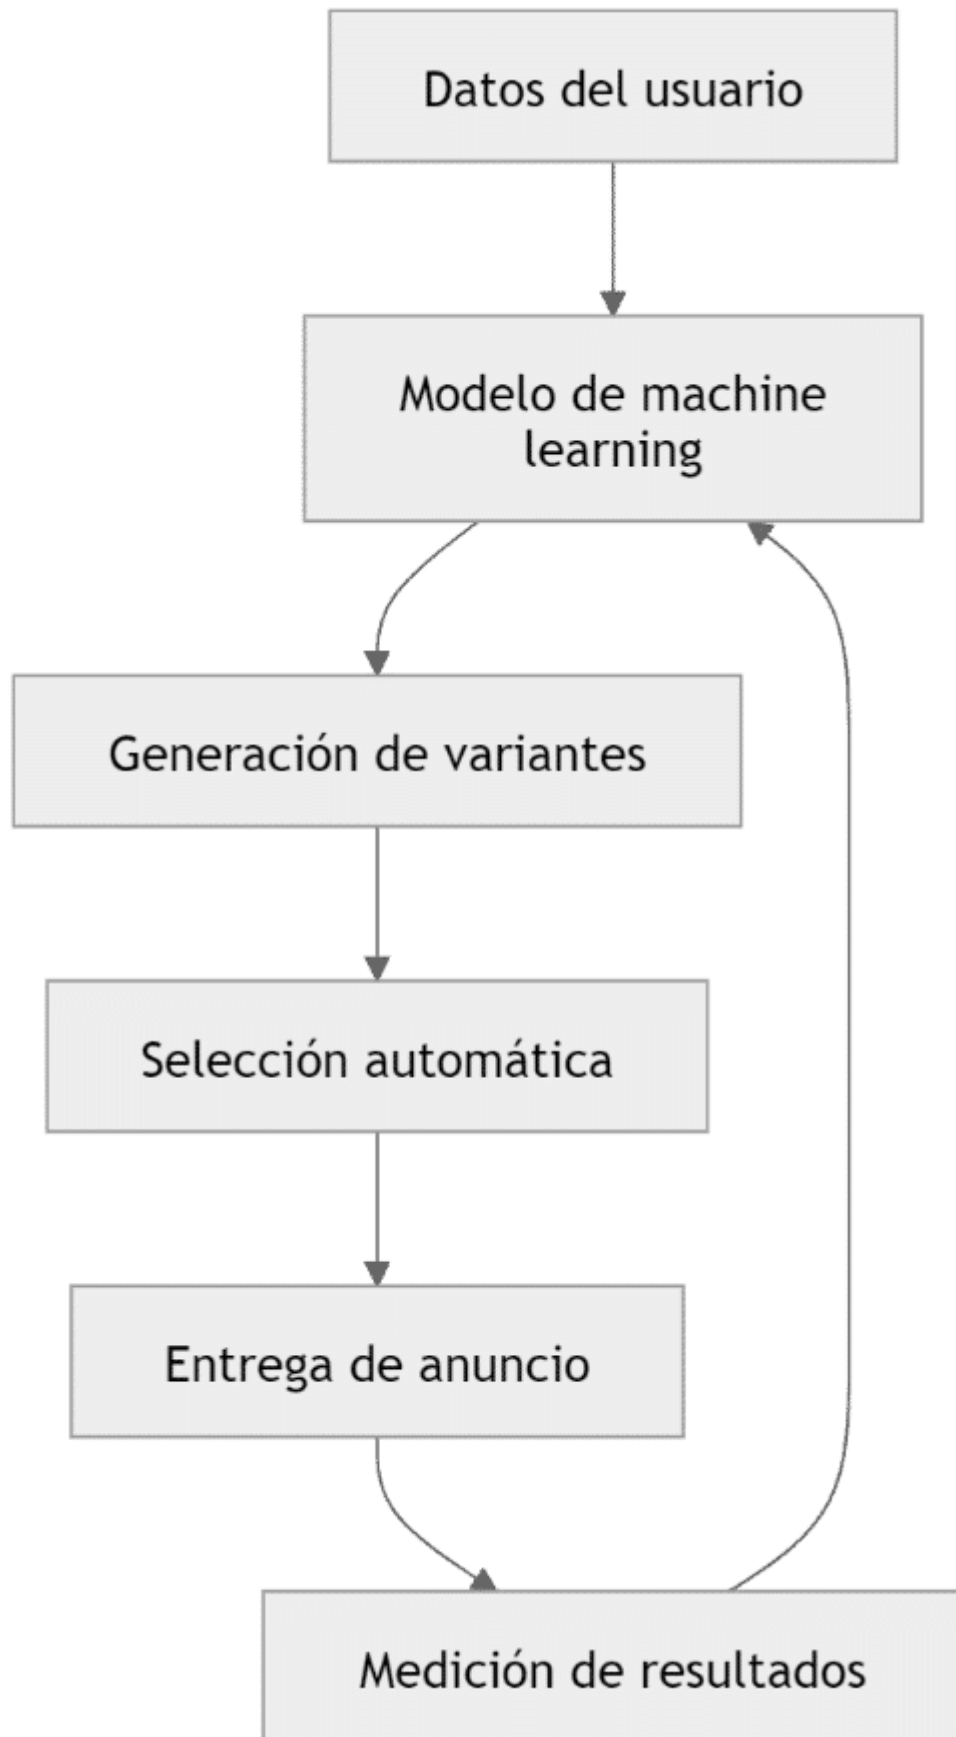 Datos del usuario
Modelo de machine
learning
Generación de variantes
Selección automática
Entrega de anuncio
Medición de resultados